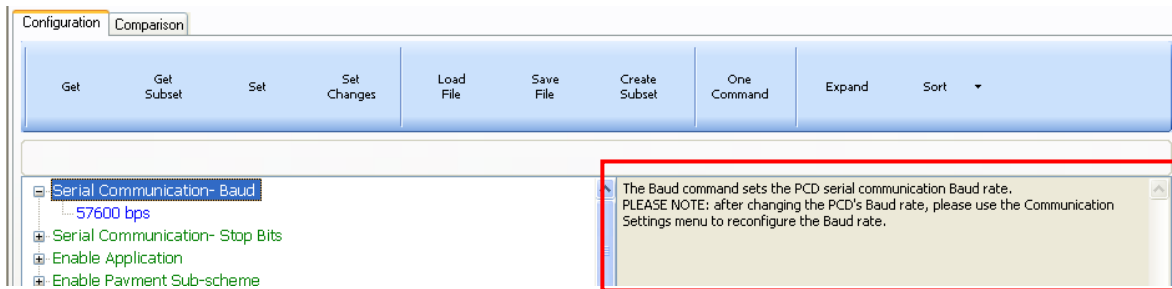 Configuration Comparison
Get Get Subset Set Set Changes Load File Save File Create Subset One Command Expand Sort
Serial Communication- Baud
57600 bps
Serial Communication- Stop Bits
Enable Application
Enable Payment Sub-scheme
The Baud command sets the PCD serial communication Baud rate.
PLEASE NOTE: after changing the PCD's Baud rate, please use the Communication
Settings menu to reconfigure the Baud rate.